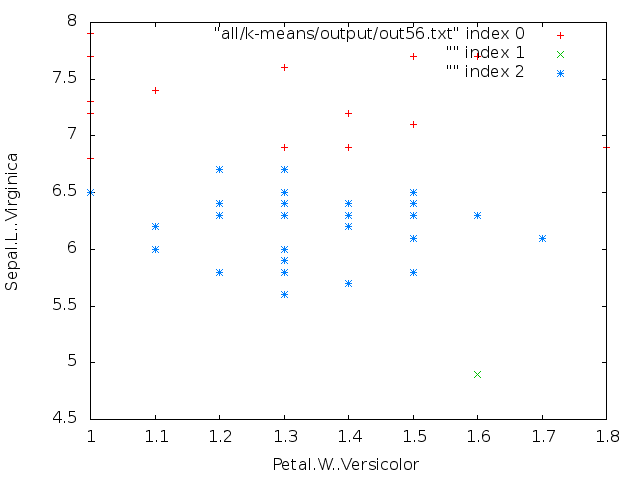 "all/k-means/output/out56.txt" index 0
"" index 1
"" index 2
8
7.5
7
6.5
6
5.5
5
4.5
Sepal.L.. Virginica
1 1.1 1.2 1.3 1.4 1.5 1.6 1.7 1.8
Petal.W..Versicolor